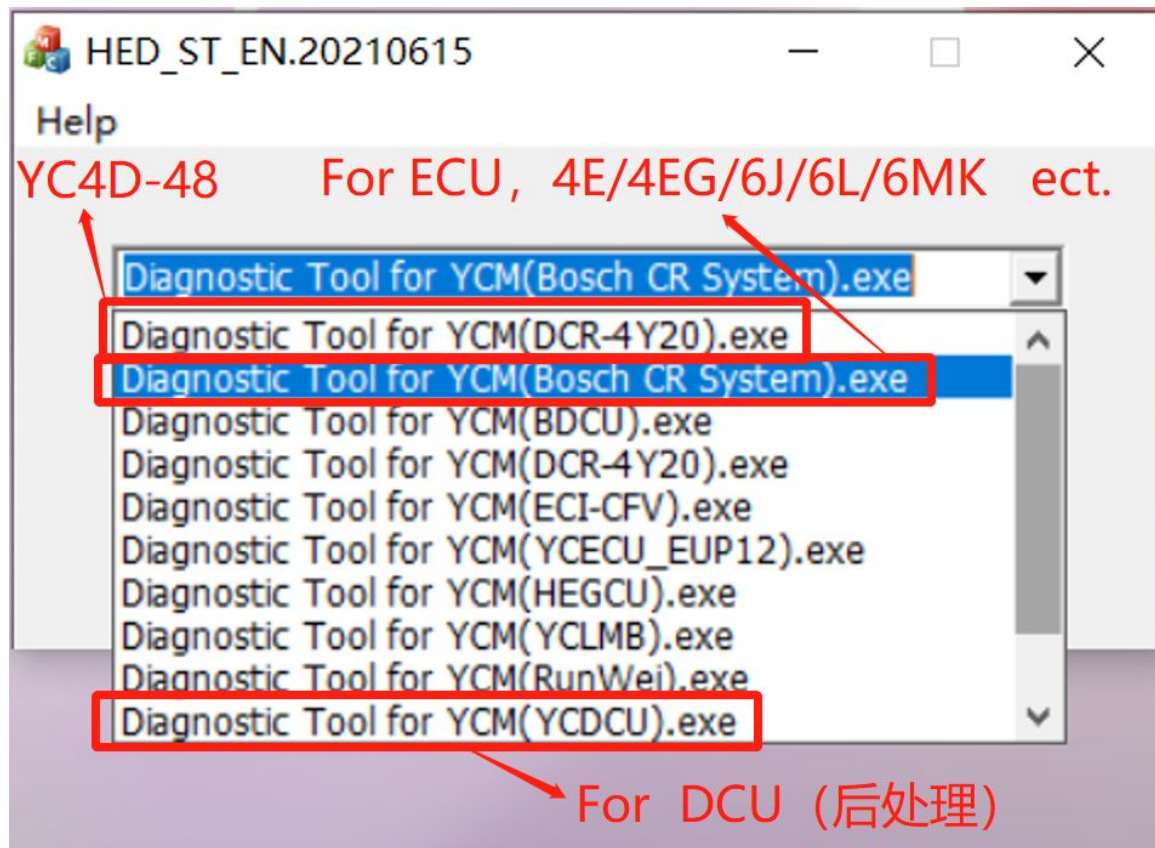 HED_ST_EN.20210615
Help
YC4D-48 For ECU，4E/4EG/6J/6L/6MK ect.
Diagnostic Tool for YCM(Bosch CR System).exe
Diagnostic Tool for YCM(DCR-4Y20).exe
Diagnostic Tool for YCM(Bosch CR System).exe
Diagnostic Tool for YCM(BDCU).exe
Diagnostic Tool for YCM(DCR-4Y20).exe
Diagnostic Tool for YCM(ECI-CFV).exe
Diagnostic Tool for YCM(YCECU_EUP12).exe
Diagnostic Tool for YCM(HEGCU).exe
Diagnostic Tool for YCM(YCLMB).exe
Diagnostic Tool for YCM(RunWei).exe
Diagnostic Tool for YCM(YCDCU).exe
For DCU（后处理）